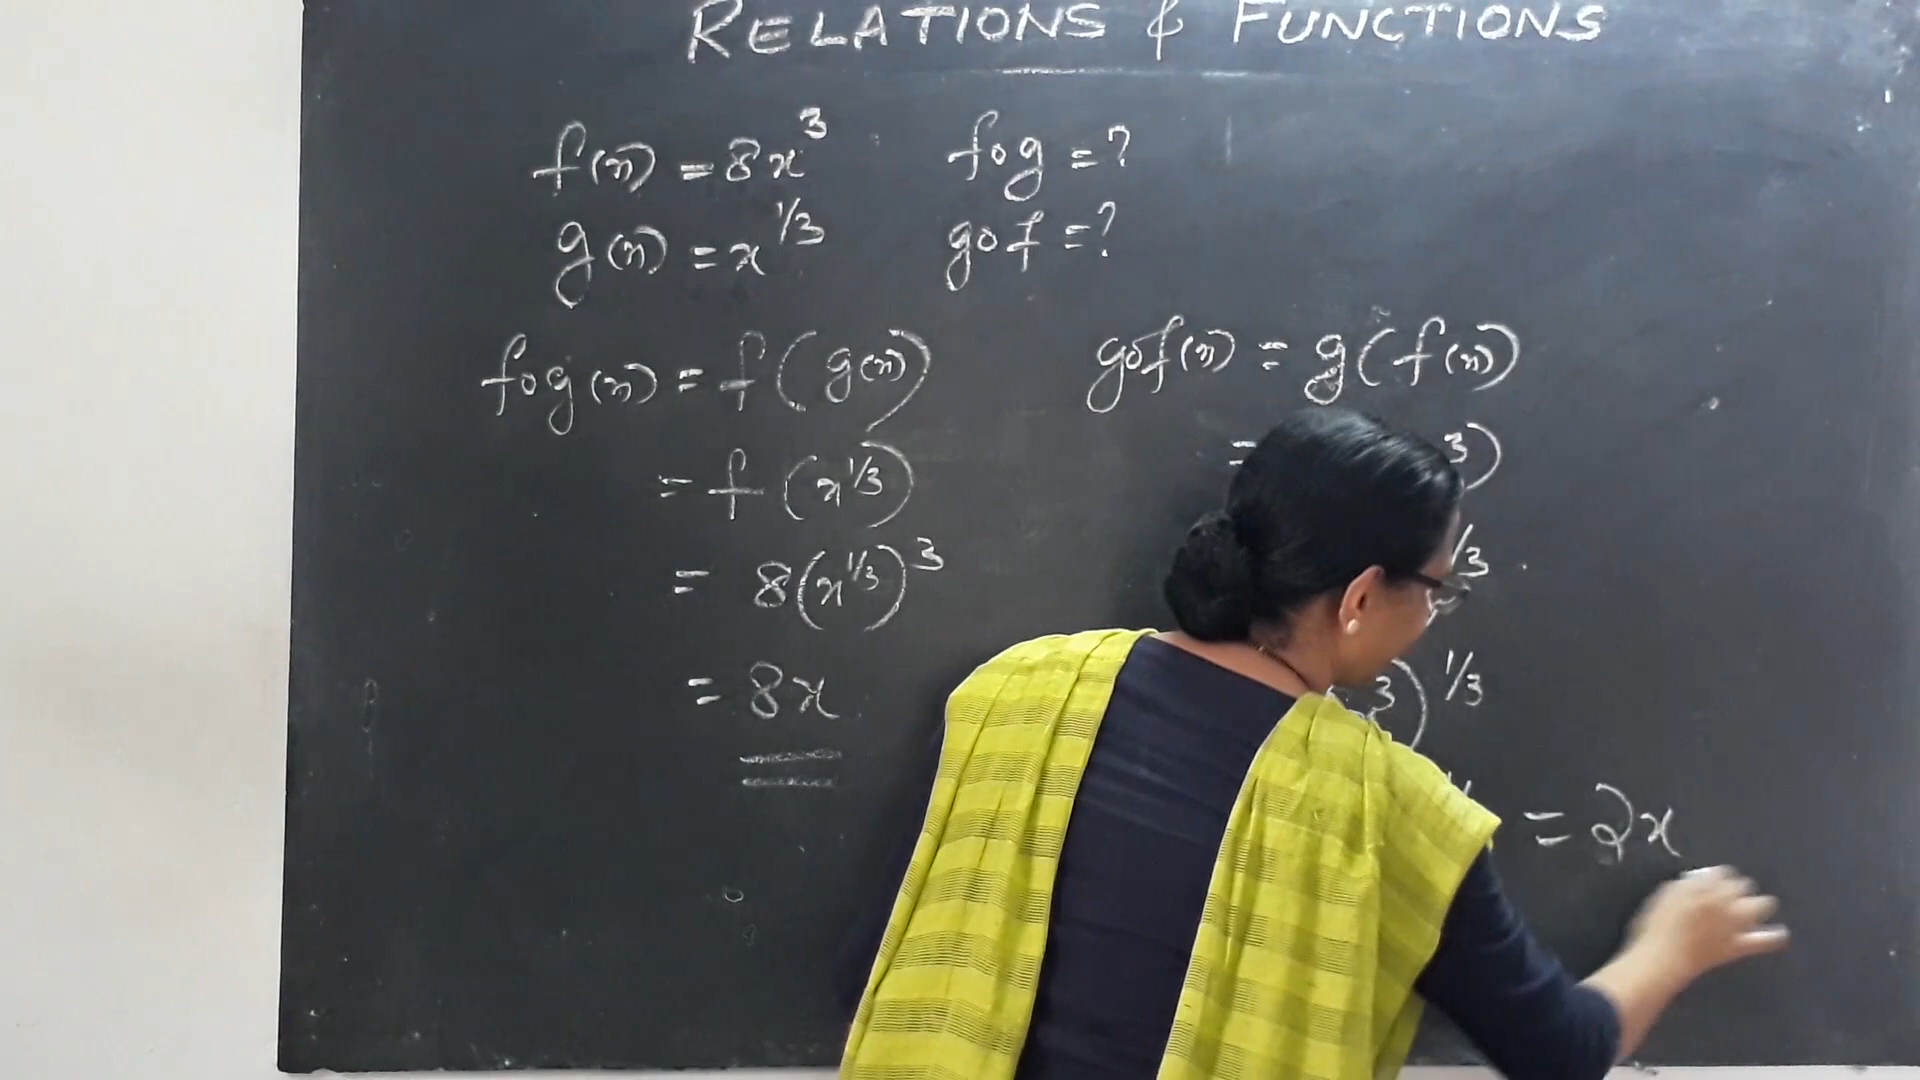 RELATIONS & FUNCTIONS
f(x) = 8x³ fog = ?
g(x) = x^1/3 gof = ?
fog(x) = f(g(x))
= f(x^1/3)
= 8(x^1/3)³
= 8x
gof(x) = g(f(x))
= ³)
/3
³)^1/3
= 2x